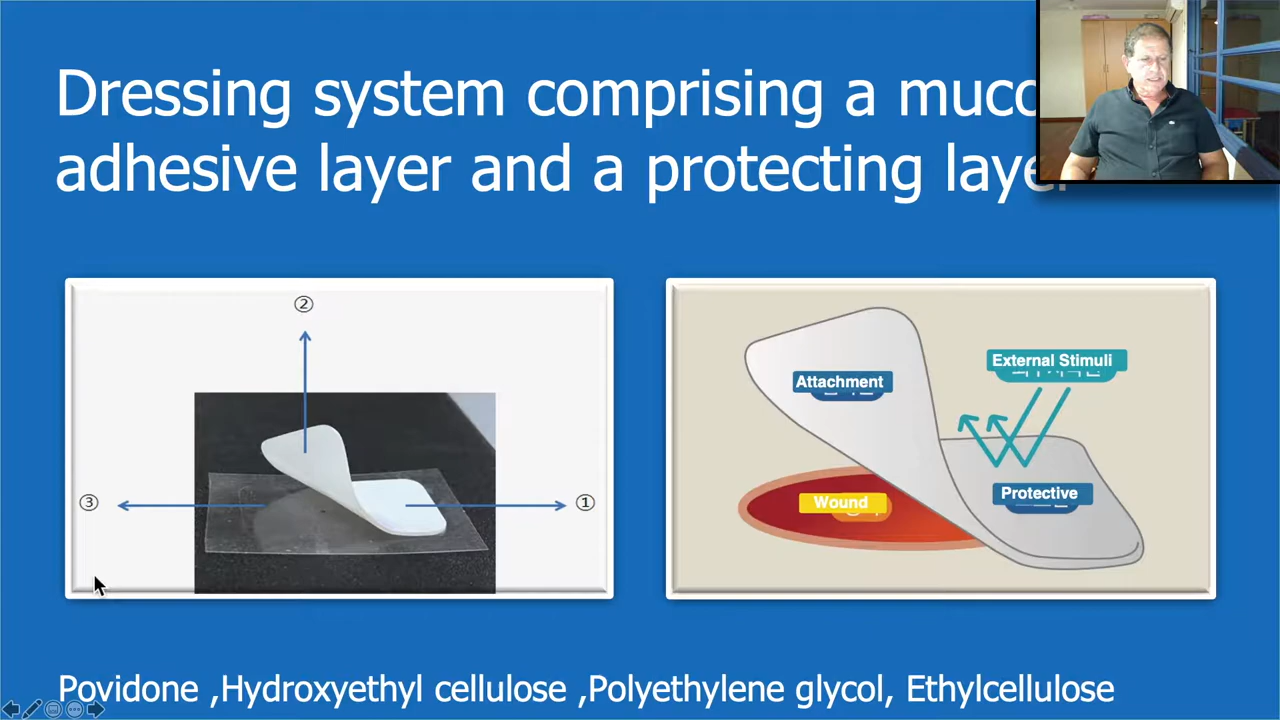 Dressing system comprising a muco
adhesive layer and a protecting layer
②
③
①
Attachment
External Stimuli
Wound
Protective
Povidone ,Hydroxyethyl cellulose ,Polyethylene glycol, Ethylcellulose